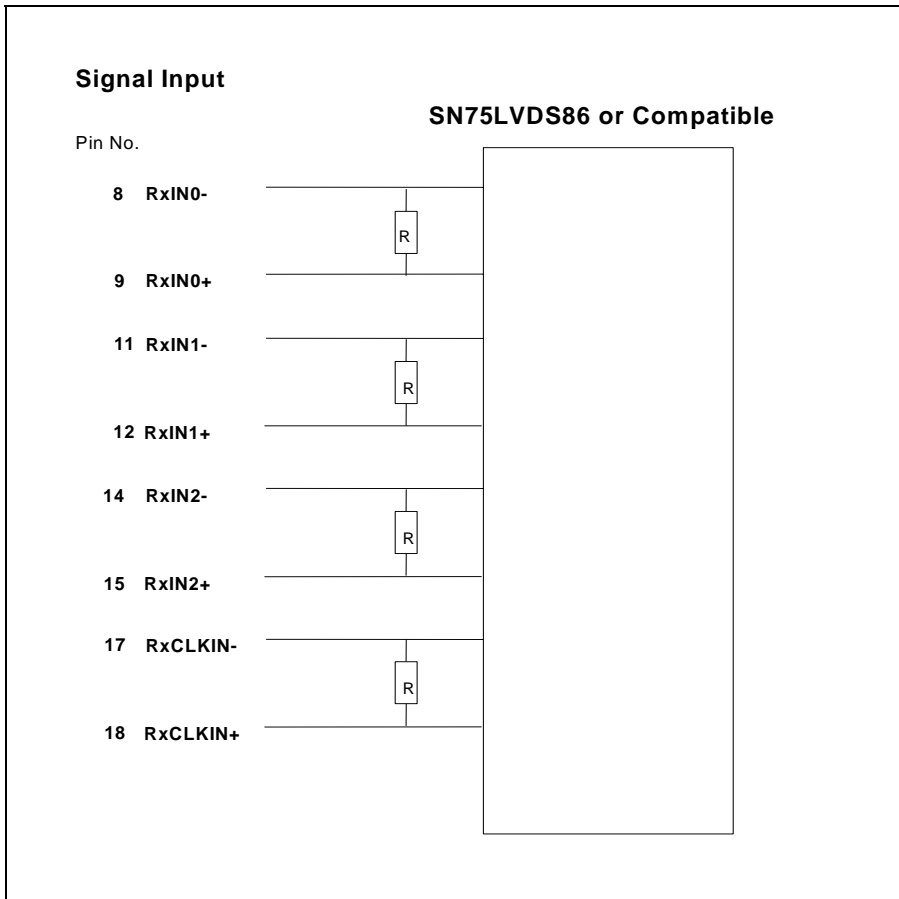 Signal Input
SN75LVDS86 or Compatible
Pin No.
8 RxIN0-
R
9 RxIN0+
11 RxIN1-
R
12 RxIN1+
14 RxIN2-
R
15 RxIN2+
17 RxCLKIN-
R
18 RxCLKIN+